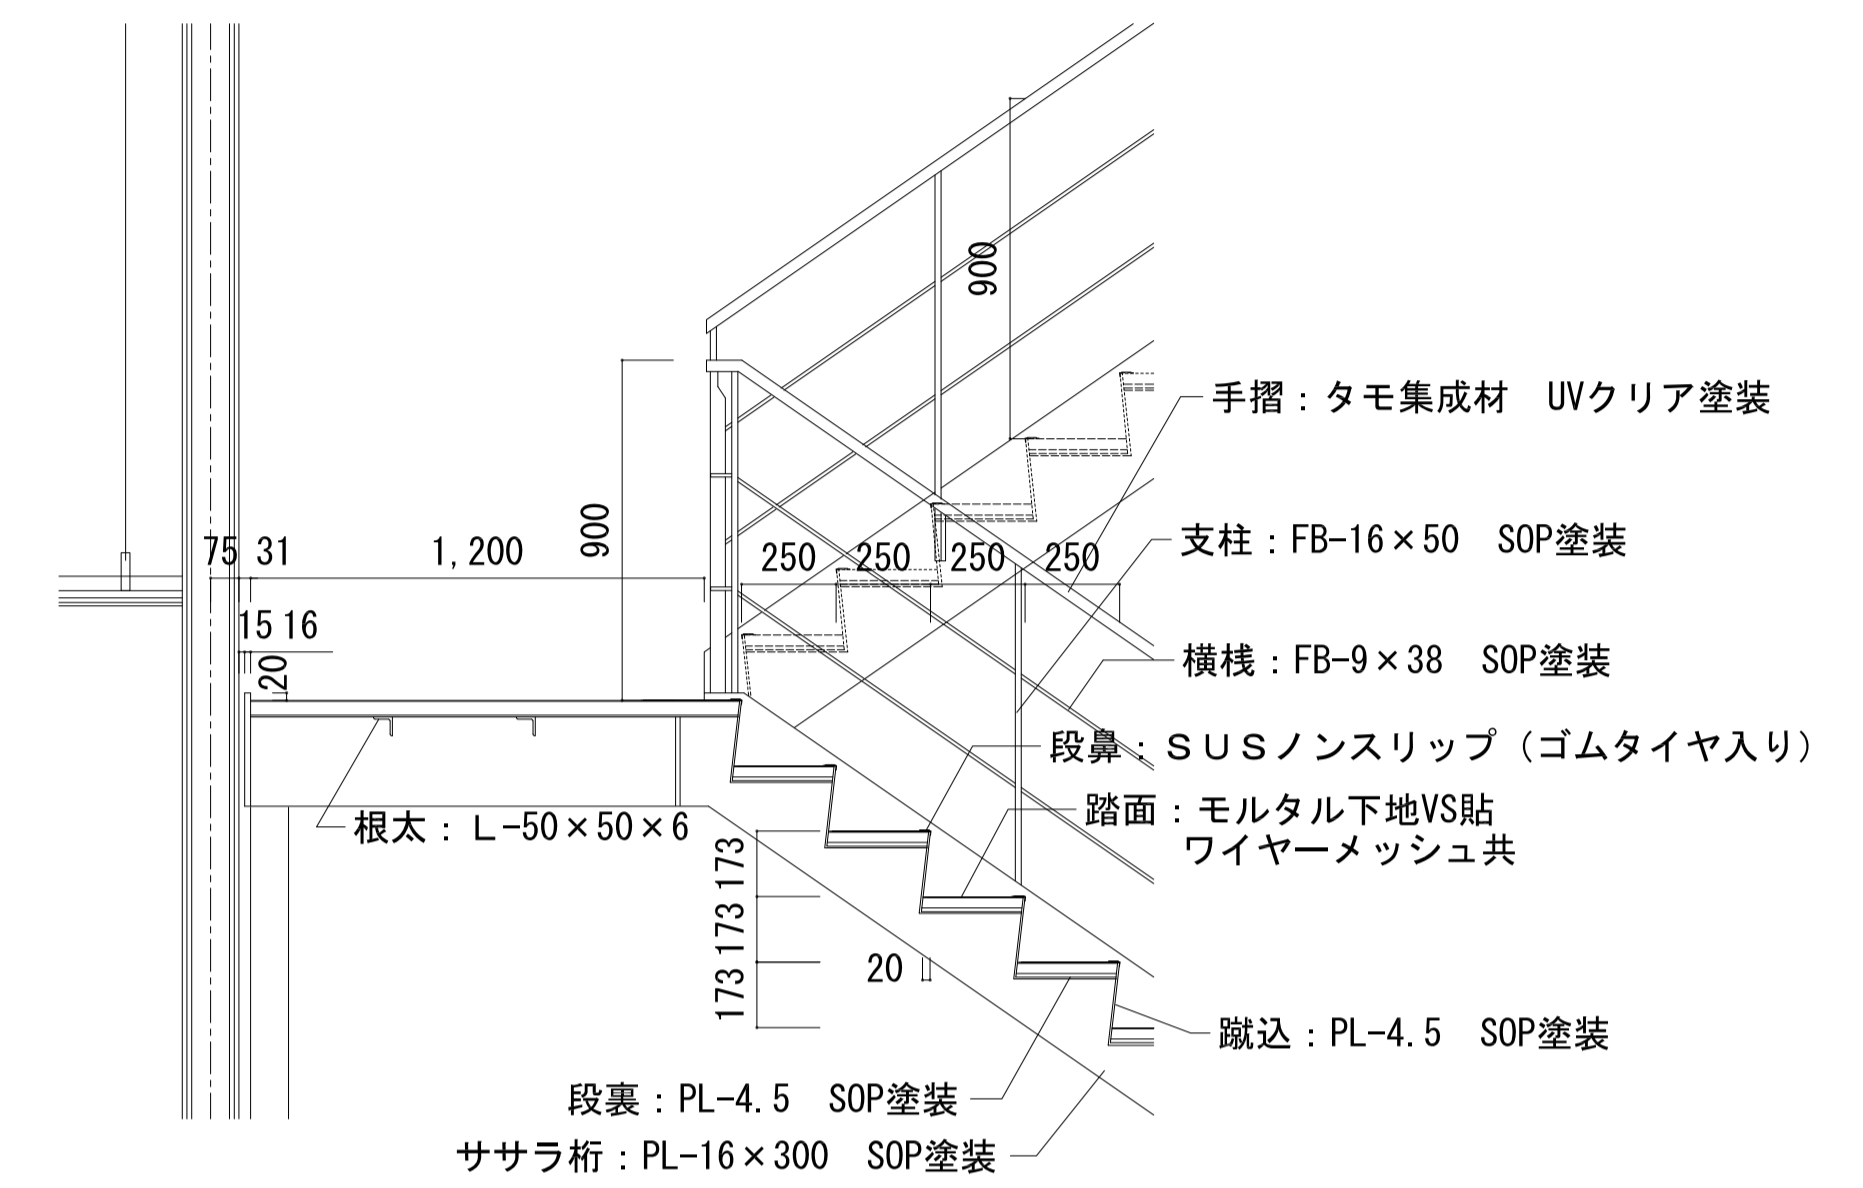 900
手摺：タモ集成材　UVクリア塗装
900
支柱：FB-16×50　SOP塗装
75 31
1,200
250 250 250 250
15 16
20
横桟：FB-9×38　SOP塗装
段鼻：ＳＵＳノンスリップ（ゴムタイヤ入り）
踏面：モルタル下地VS貼
ワイヤーメッシュ共
根太：Ｌ-50×50×6
173
173
173
20
蹴込：PL-4.5　SOP塗装
段裏：PL-4.5　SOP塗装
ササラ桁：PL-16×300　SOP塗装